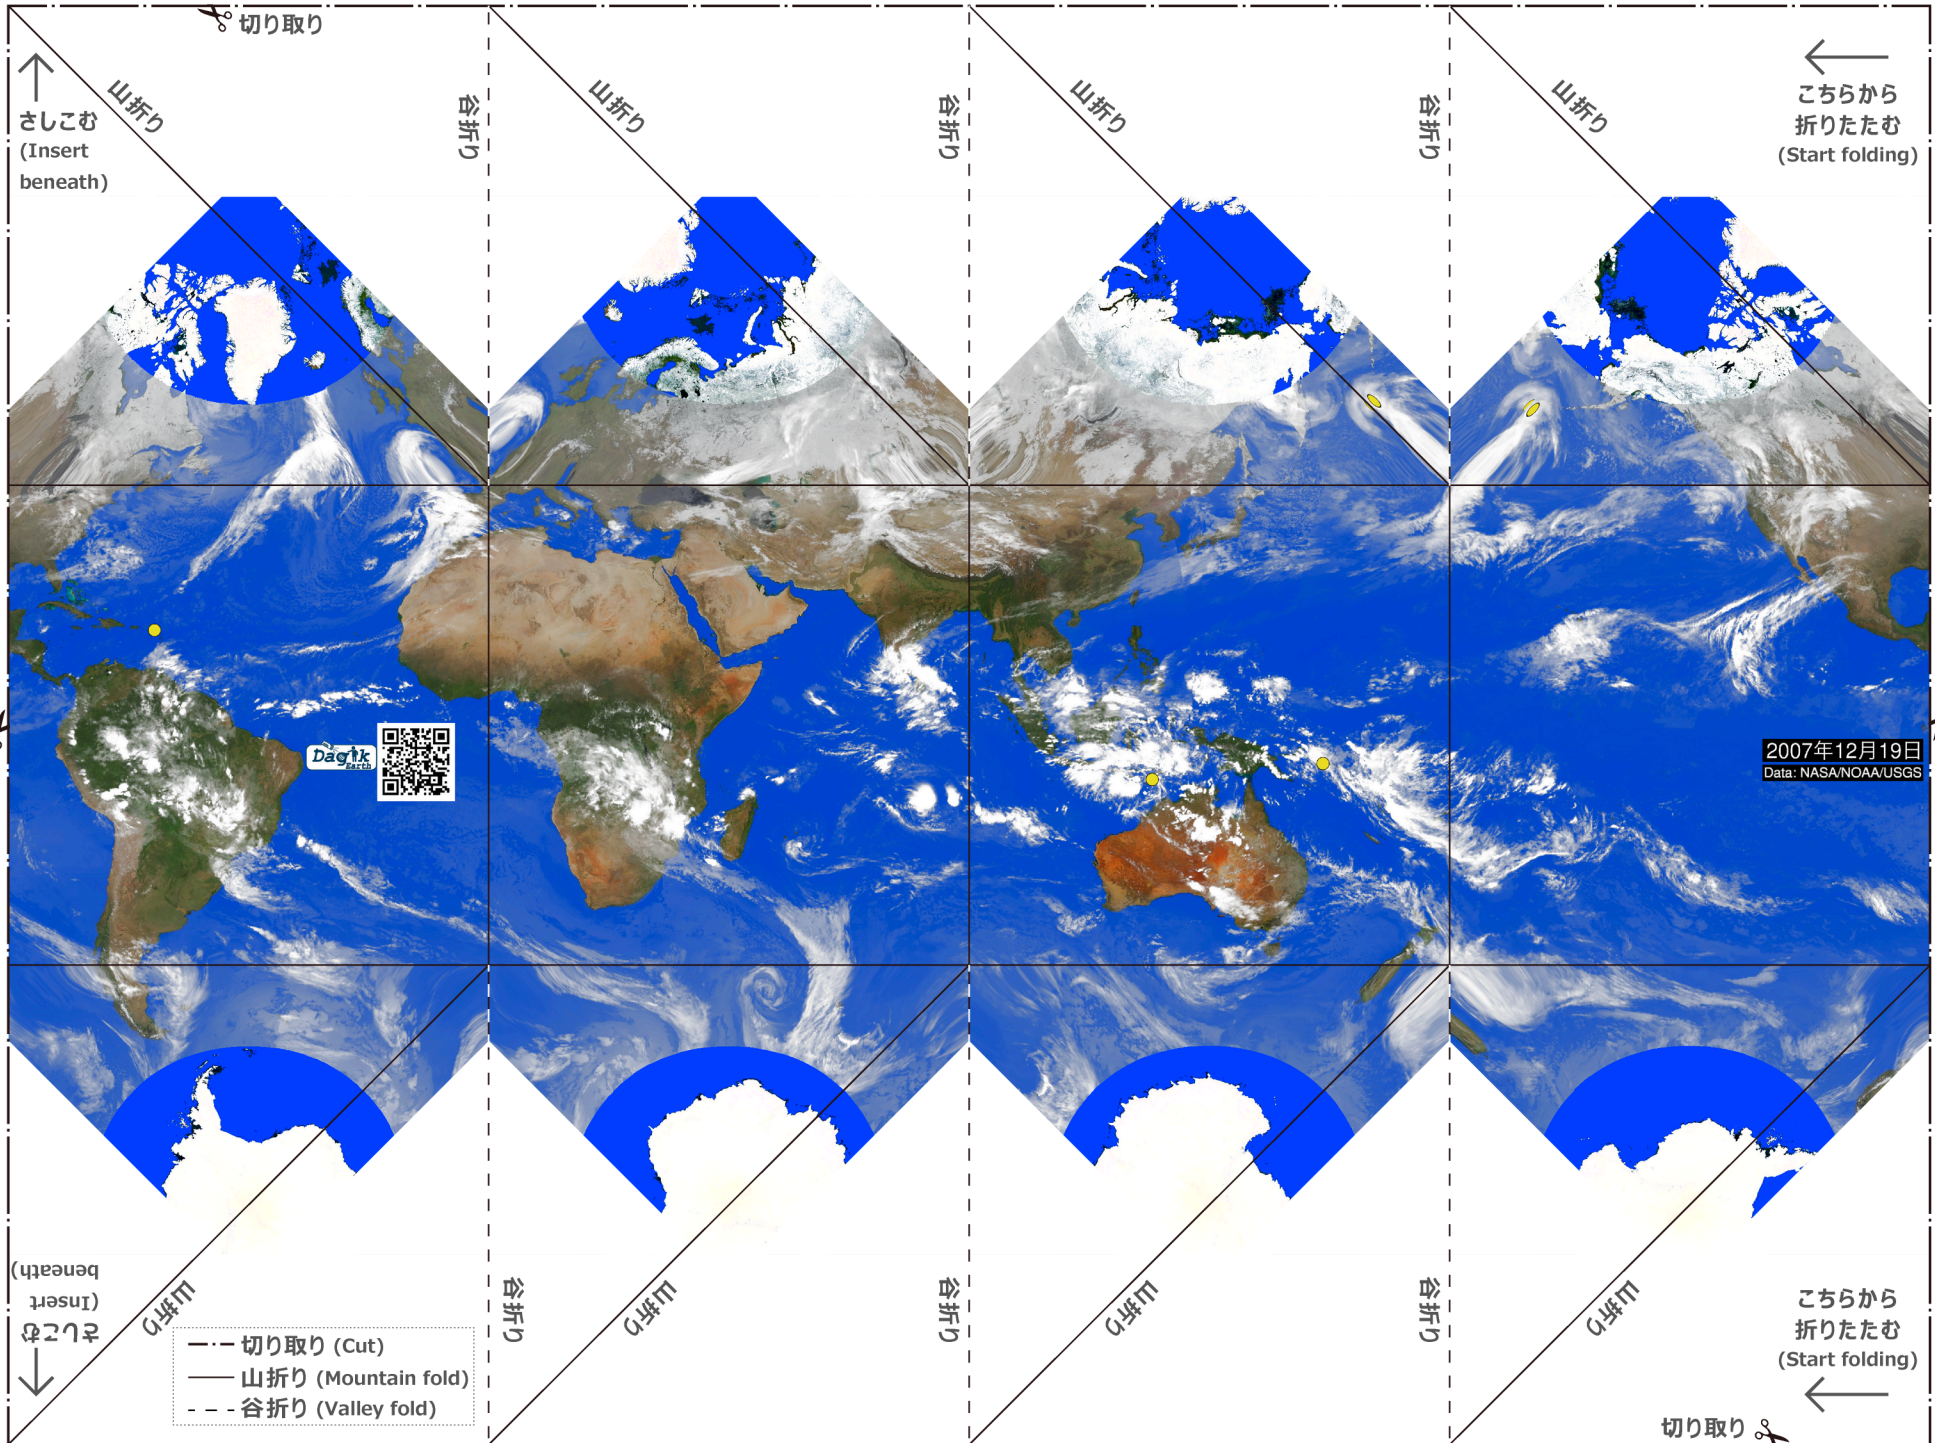 切り取り
山折り
谷折り
山折り
谷折り
山折り
谷折り
山折り
さしこむ
(Insert
beneath)
こちらから
折りたたむ
(Start folding)
Dagik
Earth
2007年12月19日
Data: NASA/NOAA/USGS
さしこむ
(Insert
beneath)
山折り
谷折り
山折り
谷折り
山折り
谷折り
山折り
こちらから
折りたたむ
(Start folding)
切り取り (Cut)
山折り (Mountain fold)
谷折り (Valley fold)
切り取り